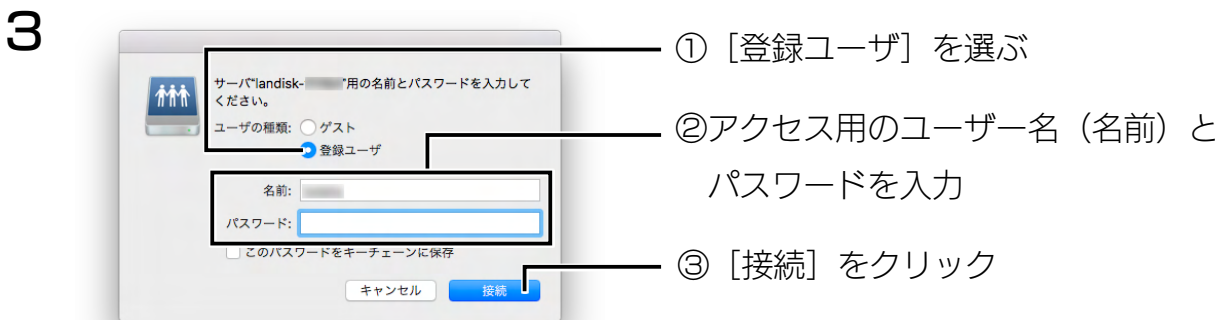 3
サーバ"landisk- "用の名前とパスワードを入力して
ください。
ユーザの種類: ゲスト
登録ユーザ
名前:
パスワード:
このパスワードをキーチェーンに保存
キャンセル 接続
①［登録ユーザ］を選ぶ
②アクセス用のユーザー名（名前）と
パスワードを入力
③［接続］をクリック